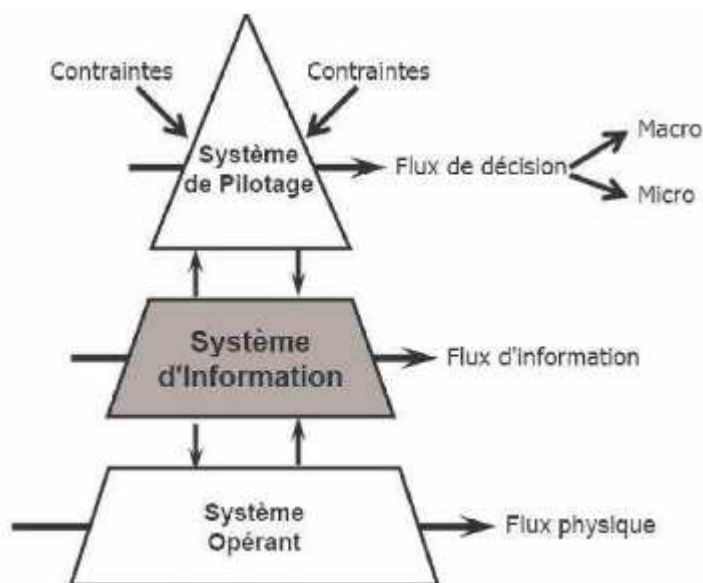 Contraintes
Contraintes
Système
de Pilotage
Flux de décision
Macro
Micro
Système
d'Information
Flux d'information
Système
Opérant
Flux physique